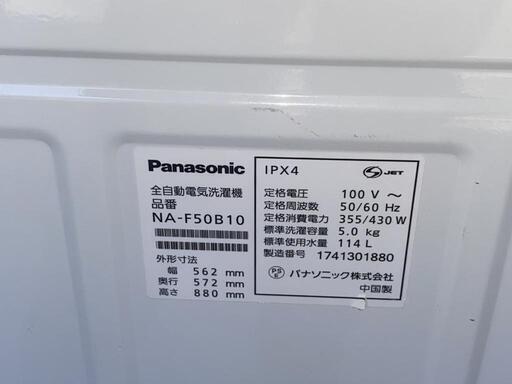 Panasonic
全自動電気洗濯機
品番
NA-F50B10
外形寸法
幅 562 mm
奥行 572 mm
高さ 880 mm
IPX4
S JET
定格電圧 100 V ～
定格周波数 50/60 Hz
定格消費電力 355/430 W
標準洗濯容量 5.0 kg
標準使用水量 114 L
製造番号 1741301880
PS E パナソニック株式会社
中国製